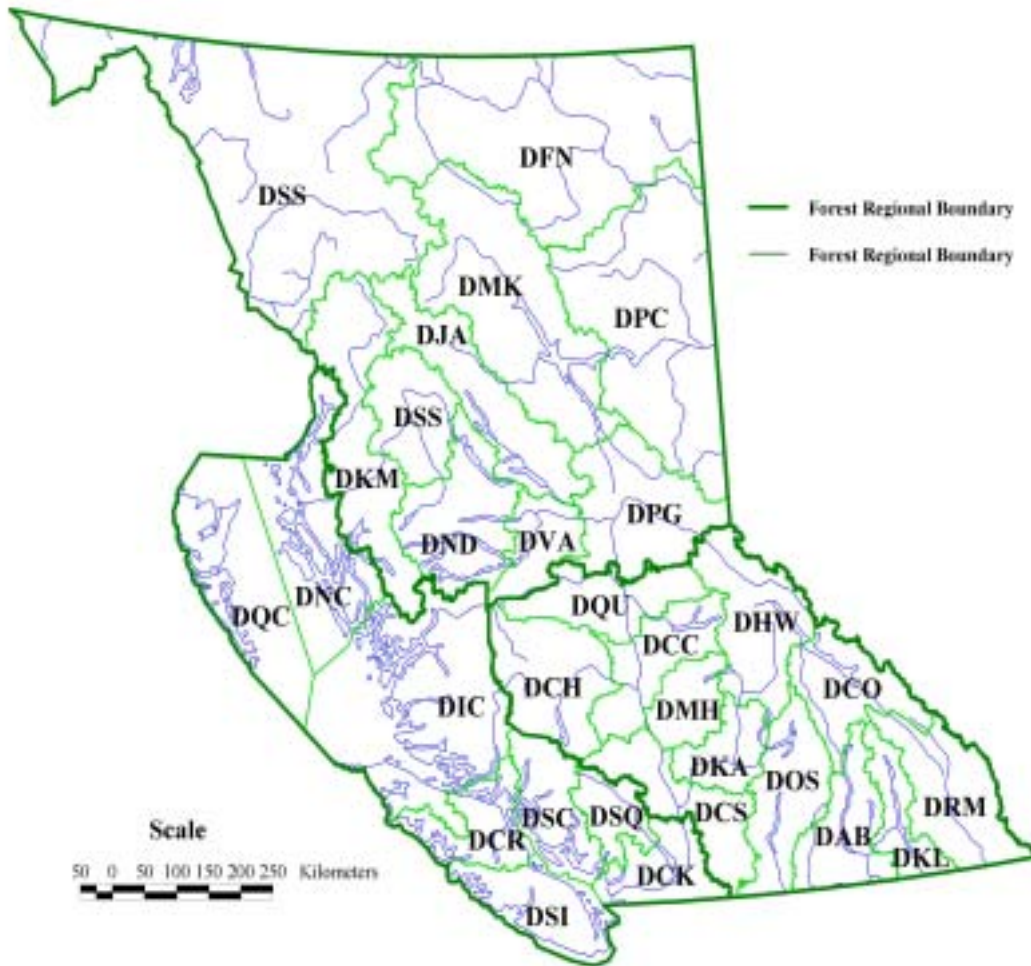 DFN
DSS
Forest Regional Boundary
Forest Regional Boundary
DMK
DPC
DJA
DSS
DKM
DPG
DND
DVA
DQC
DNC
DQU
DHW
DCC
DCO
DCH
DIC
DMH
DKA
DOS
DRM
DCS
DSC
DSQ
DCR
DAB
DKL
DCK
DSI
Scale
50 0 50 100 150 200 250 Kilometers